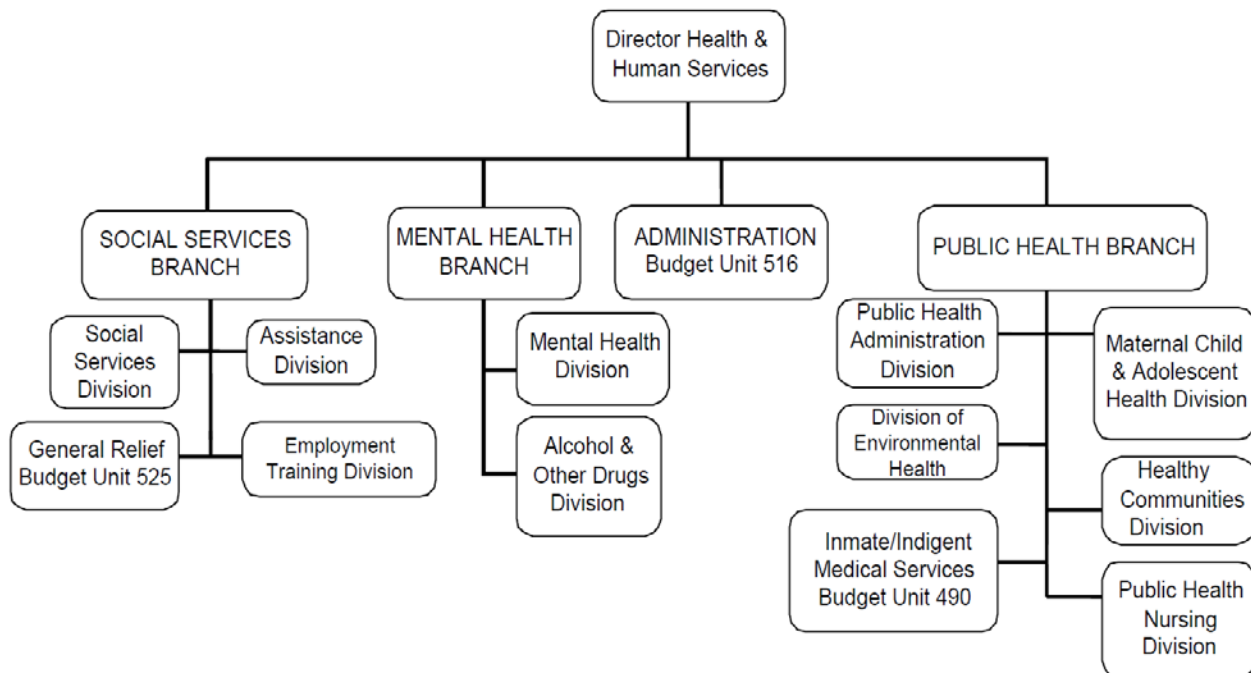 Director Health &
Human Services
SOCIAL SERVICES
BRANCH
MENTAL HEALTH
BRANCH
ADMINISTRATION
Budget Unit 516
PUBLIC HEALTH BRANCH
Social
Services
Division
Assistance
Division
General Relief
Budget Unit 525
Employment
Training Division
Mental Health
Division
Alcohol &
Other Drugs
Division
Public Health
Administration
Division
Maternal Child
& Adolescent
Health Division
Division of
Environmental
Health
Healthy
Communities
Division
Inmate/Indigent
Medical Services
Budget Unit 490
Public Health
Nursing
Division